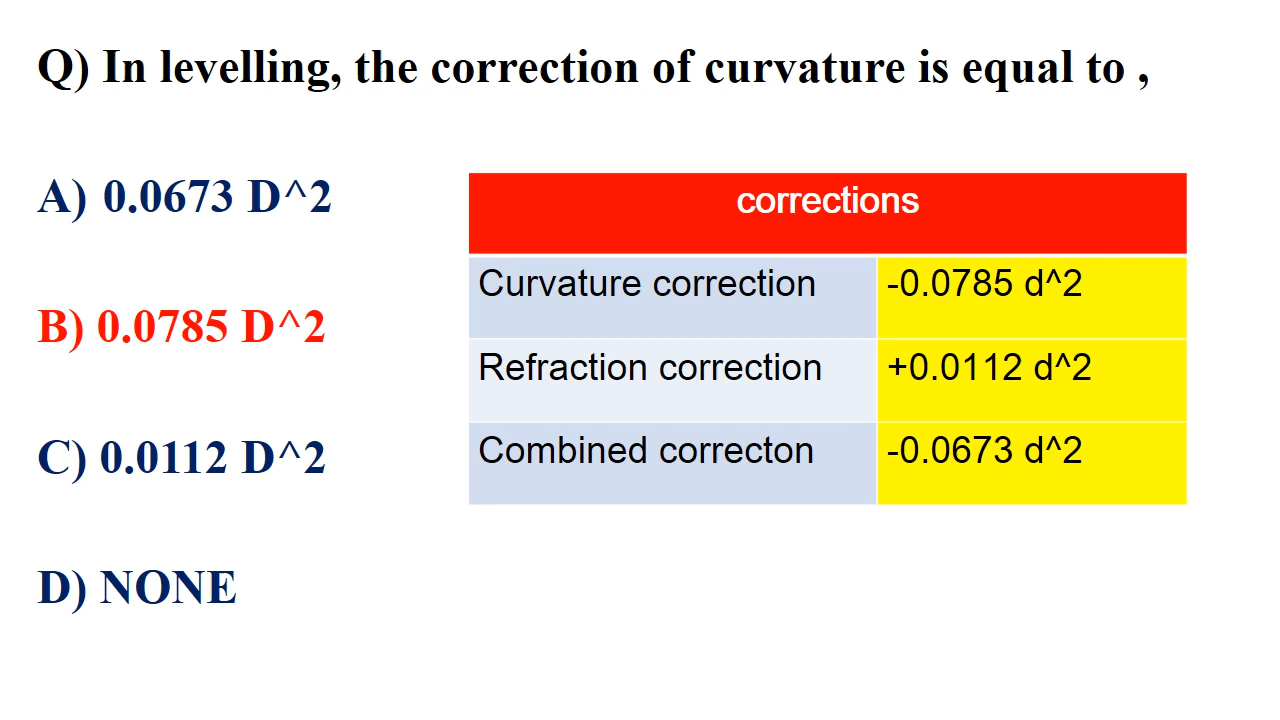 Q) In levelling, the correction of curvature is equal to ,
A) 0.0673 D^2
B) 0.0785 D^2
C) 0.0112 D^2
D) NONE
corrections
Curvature correction -0.0785 d^2
Refraction correction +0.0112 d^2
Combined correcton -0.0673 d^2